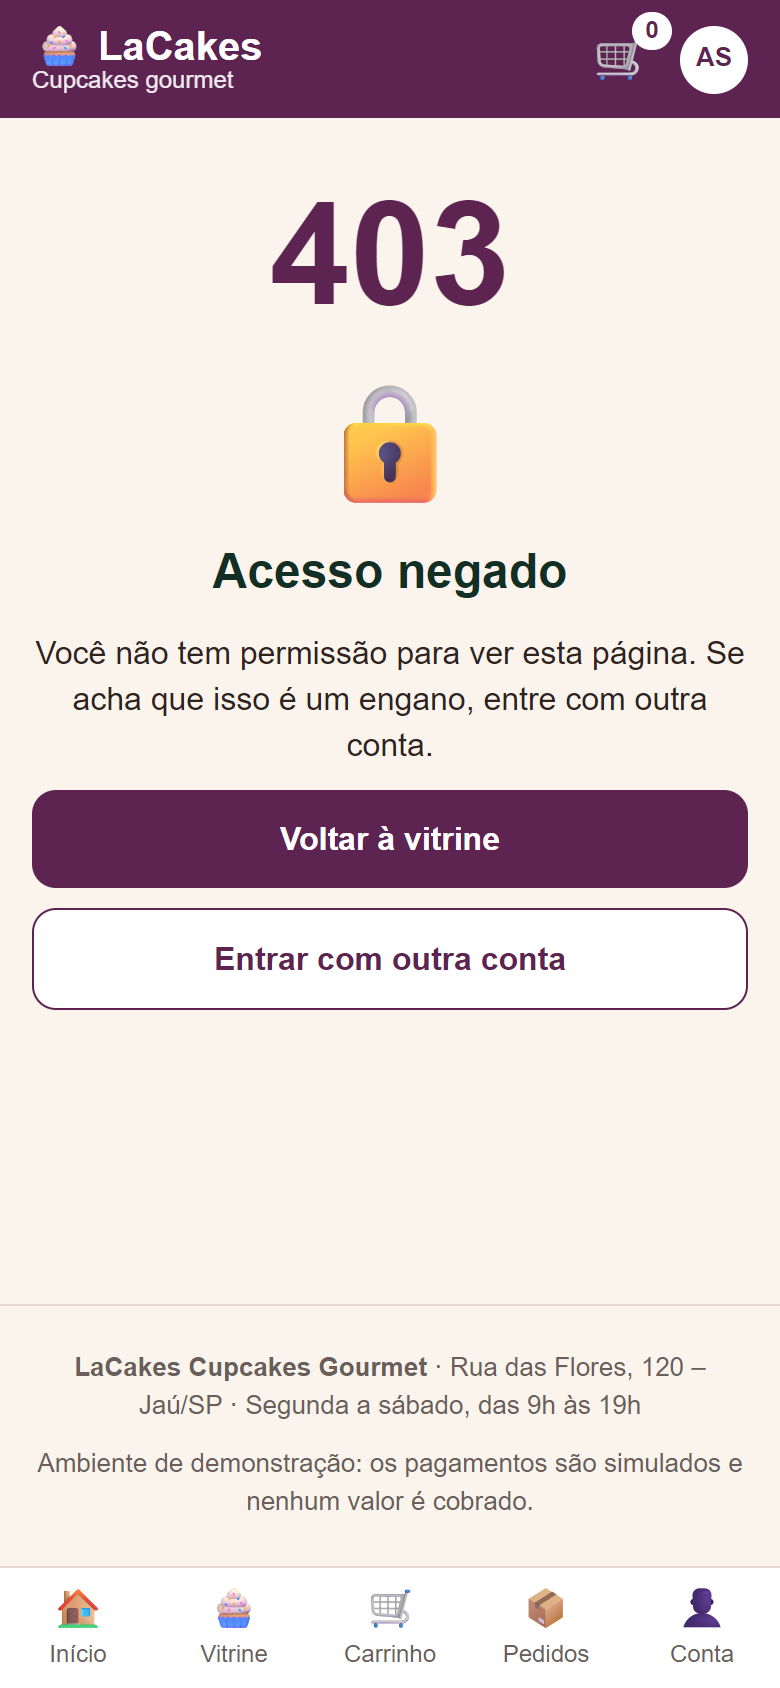 LaCakes
Cupcakes gourmet
0
AS
403
Acesso negado
Você não tem permissão para ver esta página. Se
acha que isso é um engano, entre com outra
conta.
Voltar à vitrine
Entrar com outra conta
LaCakes Cupcakes Gourmet · Rua das Flores, 120 –
Jaú/SP · Segunda a sábado, das 9h às 19h
Ambiente de demonstração: os pagamentos são simulados e
nenhum valor é cobrado.
Início
Vitrine
Carrinho
Pedidos
Conta